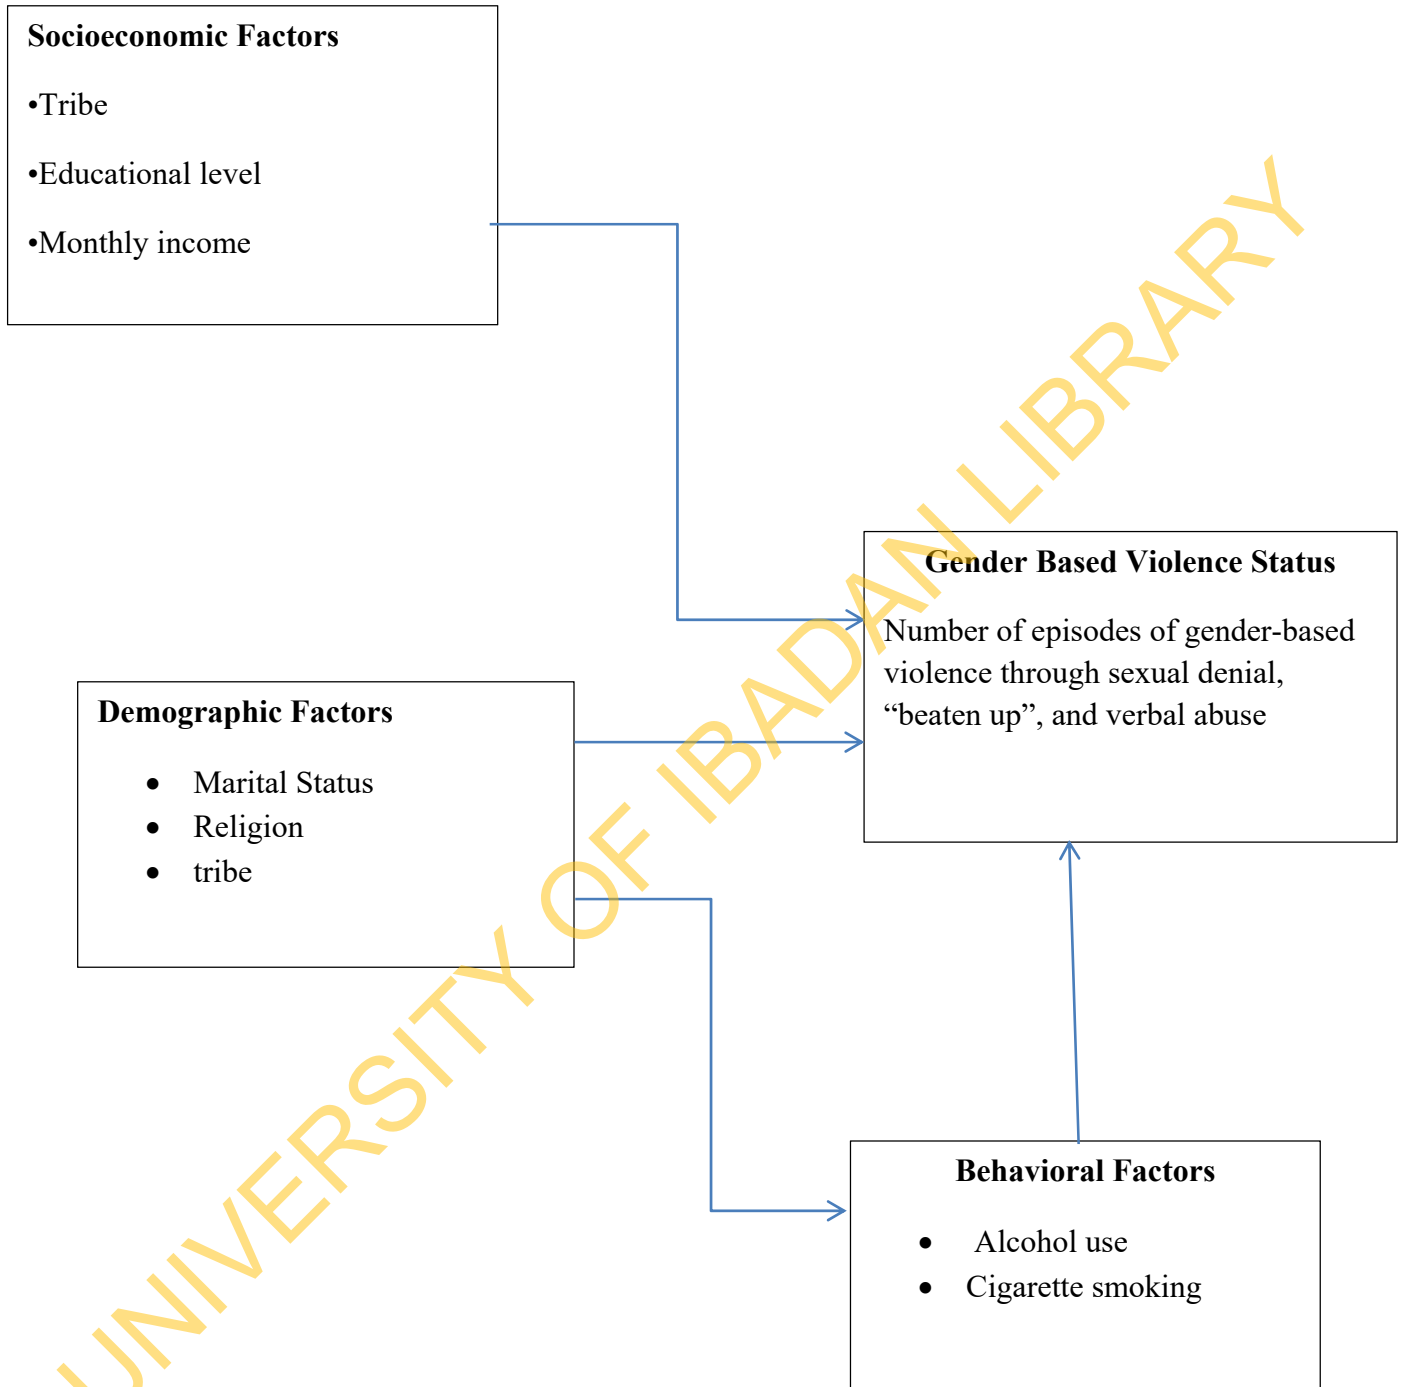 Socioeconomic Factors
•Tribe
•Educational level
•Monthly income
Gender Based Violence Status
Number of episodes of gender-based
violence through sexual denial,
“beaten up”, and verbal abuse
Demographic Factors
• Marital Status
• Religion
• tribe
Behavioral Factors
• Alcohol use
• Cigarette smoking
UNIVERSITY OF IBADAN LIBRARY